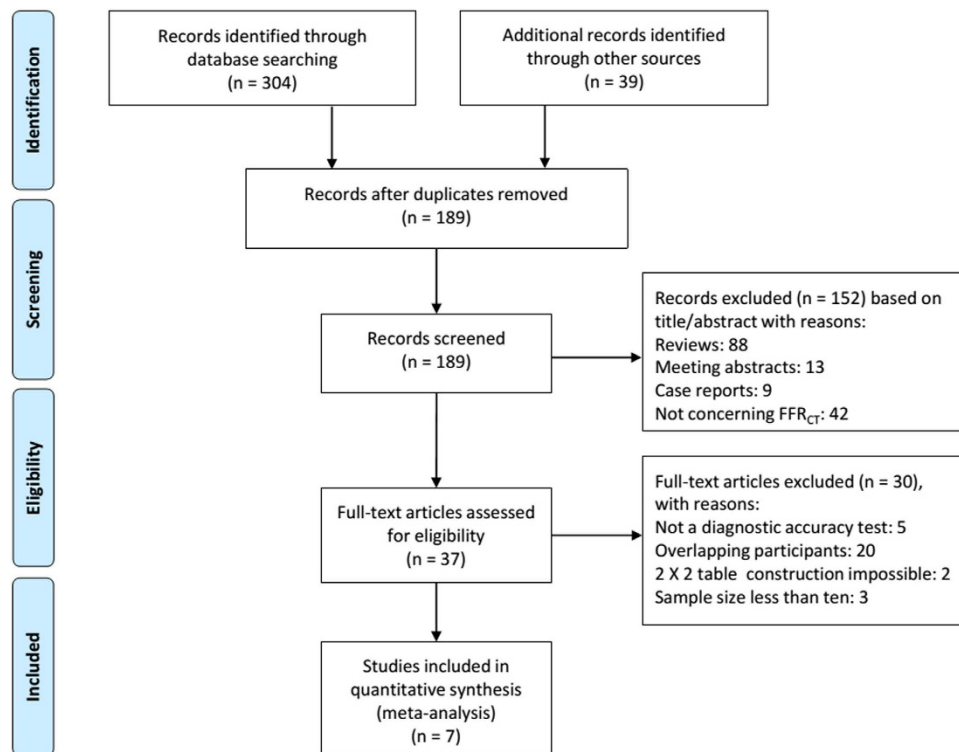 Identification
Records identified through
database searching
(n = 304)
Additional records identified
through other sources
(n = 39)
Records after duplicates removed
(n = 189)
Screening
Records screened
(n = 189)
Records excluded (n = 152) based on
title/abstract with reasons:
Reviews: 88
Meeting abstracts: 13
Case reports: 9
Not concerning FFRCT: 42
Eligibility
Full-text articles assessed
for eligibility
(n = 37)
Full-text articles excluded (n = 30),
with reasons:
Not a diagnostic accuracy test: 5
Overlapping participants: 20
2 X 2 table construction impossible: 2
Sample size less than ten: 3
Included
Studies included in
quantitative synthesis
(meta-analysis)
(n = 7)